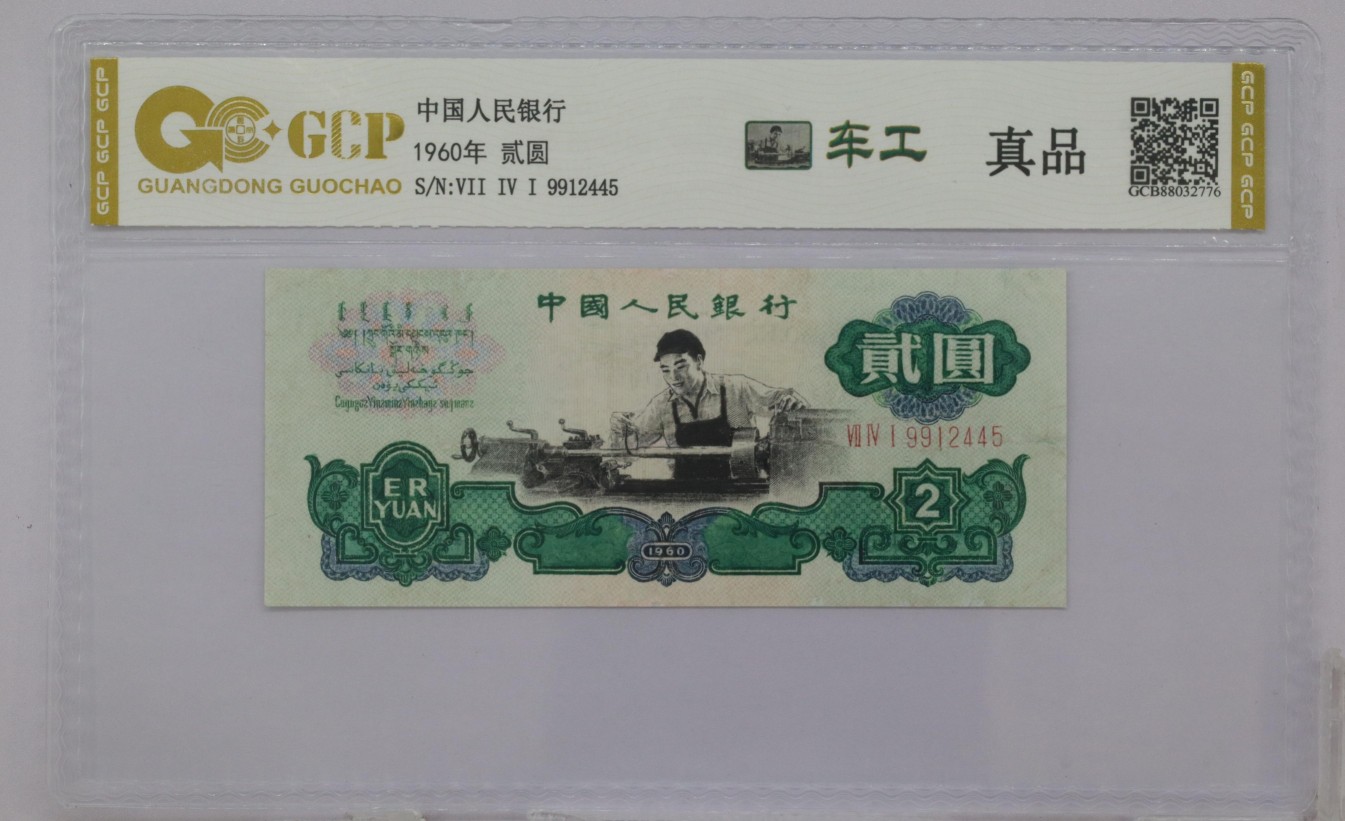 GCP GCP GCP
GCP
GUANGDONG GUOCHAO
中国人民银行
1960年 贰圆
S/N:VII IV I 9912445
车工
真品
GCB88032776
GCP GCP GCP
中國人民銀行
貳圓
VII IV I 9912445
ER
YUAN
2
1960